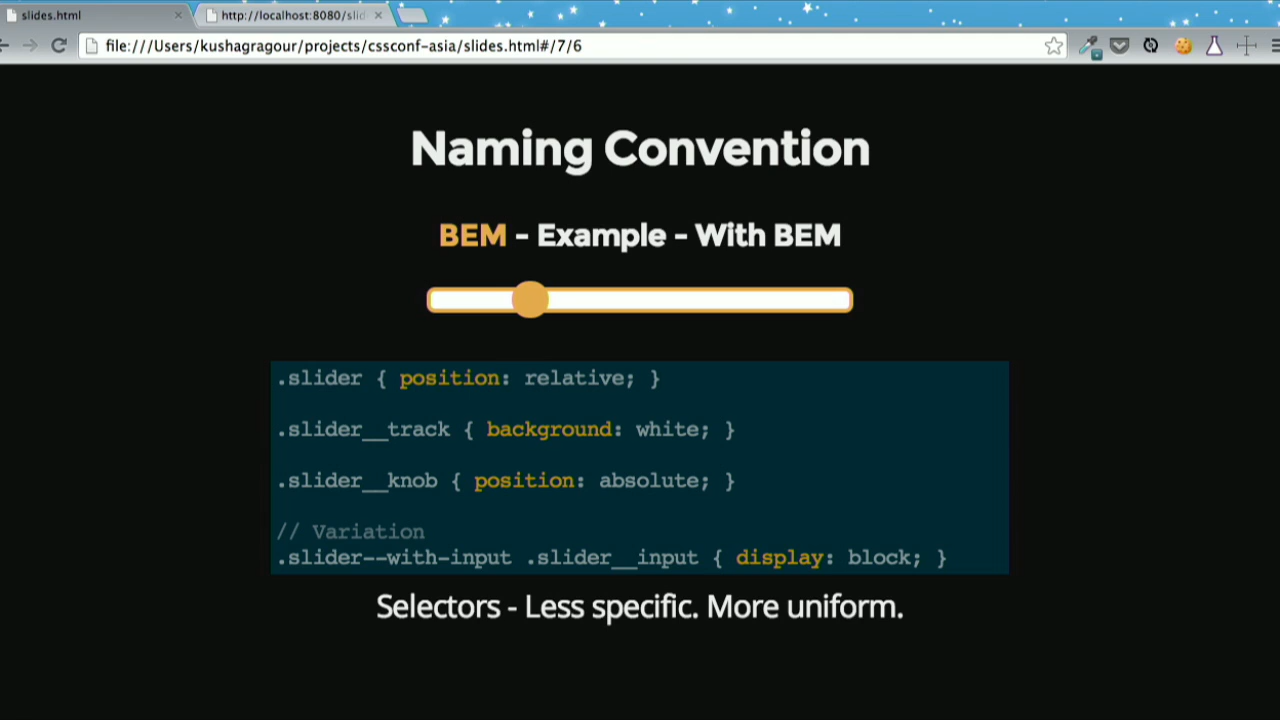 slides.html
http://localhost:8080/slid
file:///Users/kushagragour/projects/cssconf-asia/slides.html#/7/6
Naming Convention
BEM - Example - With BEM
.slider { position: relative; }
.slider__track { background: white; }
.slider__knob { position: absolute; }
// Variation
.slider--with-input .slider__input { display: block; }
Selectors - Less specific. More uniform.